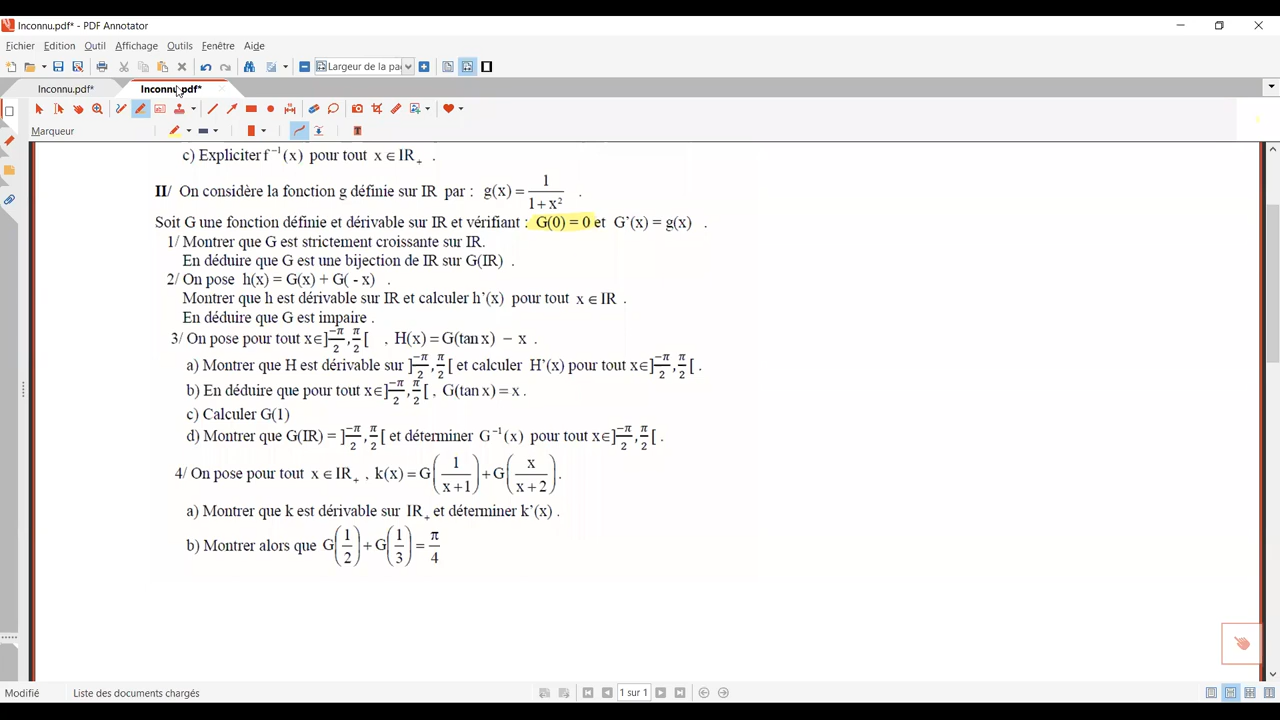 Inconnu.pdf* - PDF Annotator
Fichier Edition Outil Affichage Outils Fenêtre Aide
Largeur de la pa
Inconnu.pdf* Inconnu.pdf*
Marqueur
c) Expliciter f⁻¹(x) pour tout x ∈ IR₊ .
II/ On considère la fonction g définie sur IR par : g(x) = 1/(1 + x²) .
Soit G une fonction définie et dérivable sur IR et vérifiant : G(0) = 0 et G’(x) = g(x) .
1/ Montrer que G est strictement croissante sur IR.
En déduire que G est une bijection de IR sur G(IR) .
2/ On pose h(x) = G(x) + G( - x) .
Montrer que h est dérivable sur IR et calculer h’(x) pour tout x ∈ IR .
En déduire que G est impaire .
3/ On pose pour tout x∈]−π/2, π/2[ , H(x) = G(tan x) − x .
a) Montrer que H est dérivable sur ]−π/2, π/2[ et calculer H’(x) pour tout x∈]−π/2, π/2[ .
b) En déduire que pour tout x∈]−π/2, π/2[ , G(tan x) = x .
c) Calculer G(1)
d) Montrer que G(IR) = ]−π/2, π/2[ et déterminer G⁻¹(x) pour tout x∈]−π/2, π/2[ .
4/ On pose pour tout x ∈ IR₊ , k(x) = G(1/(x+1)) + G(x/(x+2)) .
a) Montrer que k est dérivable sur IR₊ et déterminer k’(x) .
b) Montrer alors que G(1/2) + G(1/3) = π/4
Modifié Liste des documents chargés 1 sur 1